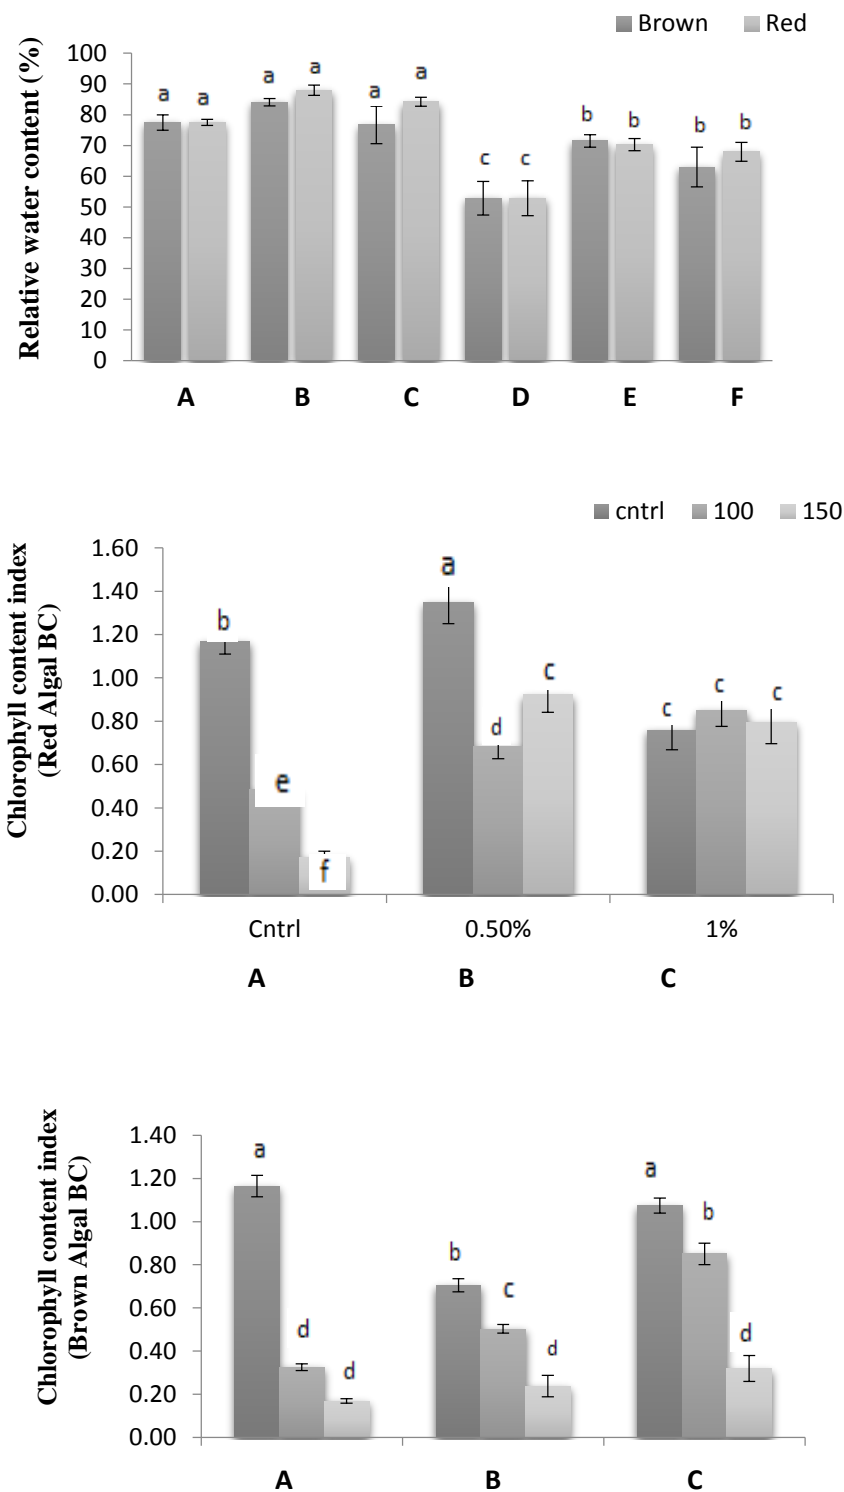 Brown Red
Relative water content (%)
100
90
80
70
60
50
40
30
20
10
0
a a a a a a c c b b b b
A B C D E F
cntrl 100 150
Chlorophyll content index
(Red Algal BC)
1.60
1.40
1.20
1.00
0.80
0.60
0.40
0.20
0.00
b e f a d c c c c
Cntrl 0.50% 1%
A B C
Chlorophyll content index
(Brown Algal BC)
1.40
1.20
1.00
0.80
0.60
0.40
0.20
0.00
a d d b c d a b d
A B C